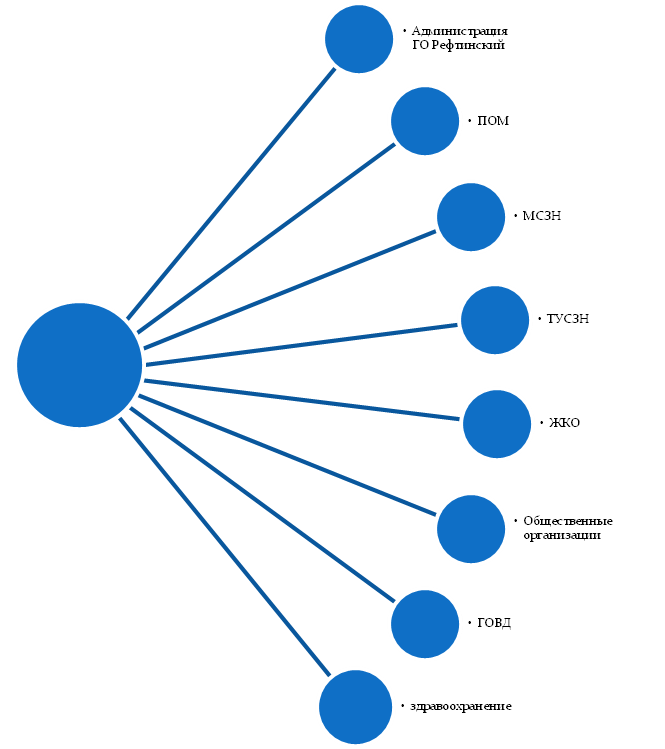 • Администрация
ГО Рефтинский
• ПОМ
• МСЗН
• ТУСЗН
• ЖКО
• Общественные
организации
• ГОВД
• здравоохранение